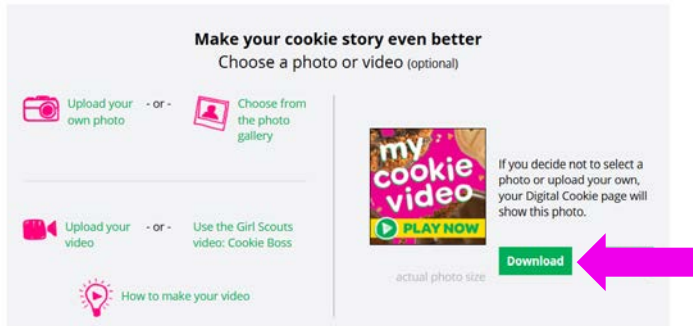 Make your cookie story even better
Choose a photo or video (optional)
Upload your own photo
- or -
Choose from the photo gallery
Upload your video
- or -
Use the Girl Scouts video: Cookie Boss
How to make your video
my
cookie
video
PLAY NOW
actual photo size
If you decide not to select a
photo or upload your own,
your Digital Cookie page will
show this photo.
Download